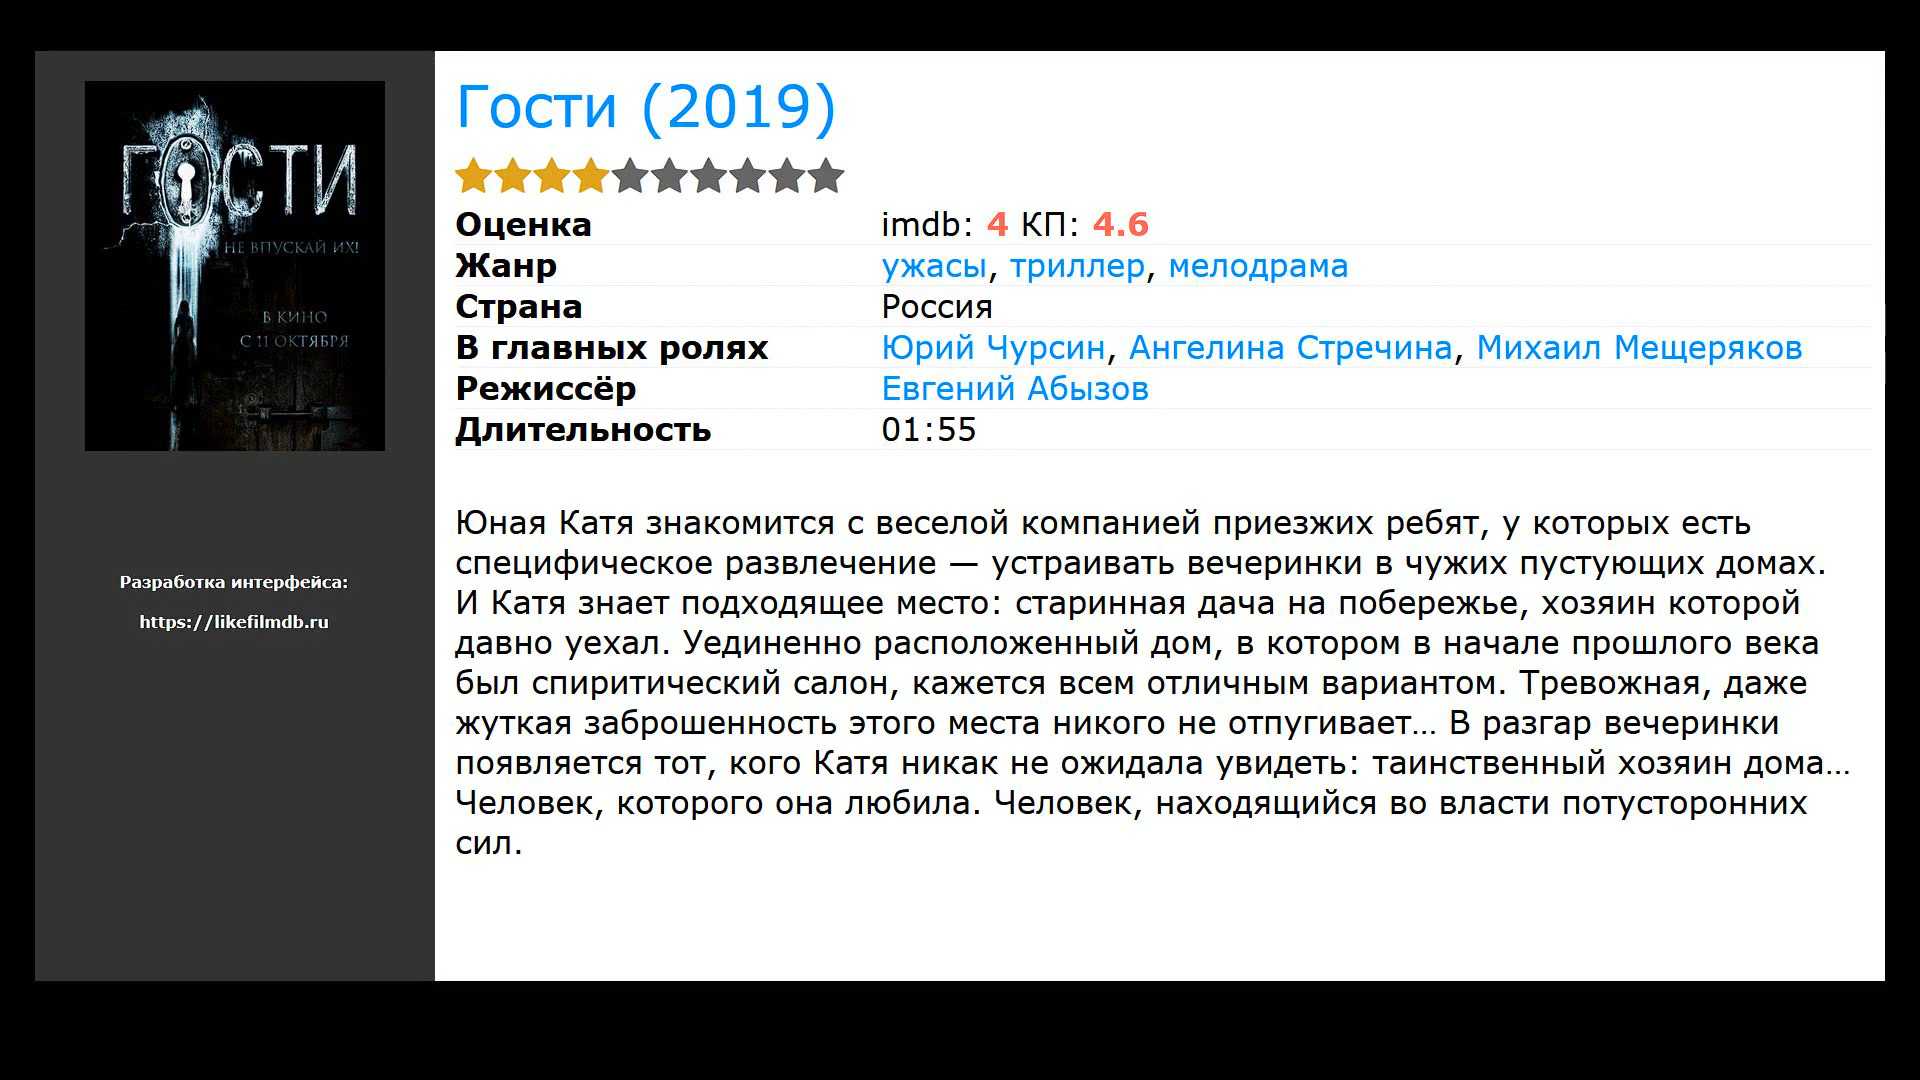 ГОСТИ
НЕ ВПУСКАЙ ИХ!
В КИНО
С 11 ОКТЯБРЯ
Разработка интерфейса:
https://likefilmdb.ru
Гости (2019)
Оценка imdb: 4 КП: 4.6
Жанр ужасы, триллер, мелодрама
Страна Россия
В главных ролях Юрий Чурсин, Ангелина Стречина, Михаил Мещеряков
Режиссёр Евгений Абызов
Длительность 01:55
Юная Катя знакомится с веселой компанией приезжих ребят, у которых есть
специфическое развлечение — устраивать вечеринки в чужих пустующих домах.
И Катя знает подходящее место: старинная дача на побережье, хозяин которой
давно уехал. Уединенно расположенный дом, в котором в начале прошлого века
был спиритический салон, кажется всем отличным вариантом. Тревожная, даже
жуткая заброшенность этого места никого не отпугивает… В разгар вечеринки
появляется тот, кого Катя никак не ожидала увидеть: таинственный хозяин дома…
Человек, которого она любила. Человек, находящийся во власти потусторонних
сил.